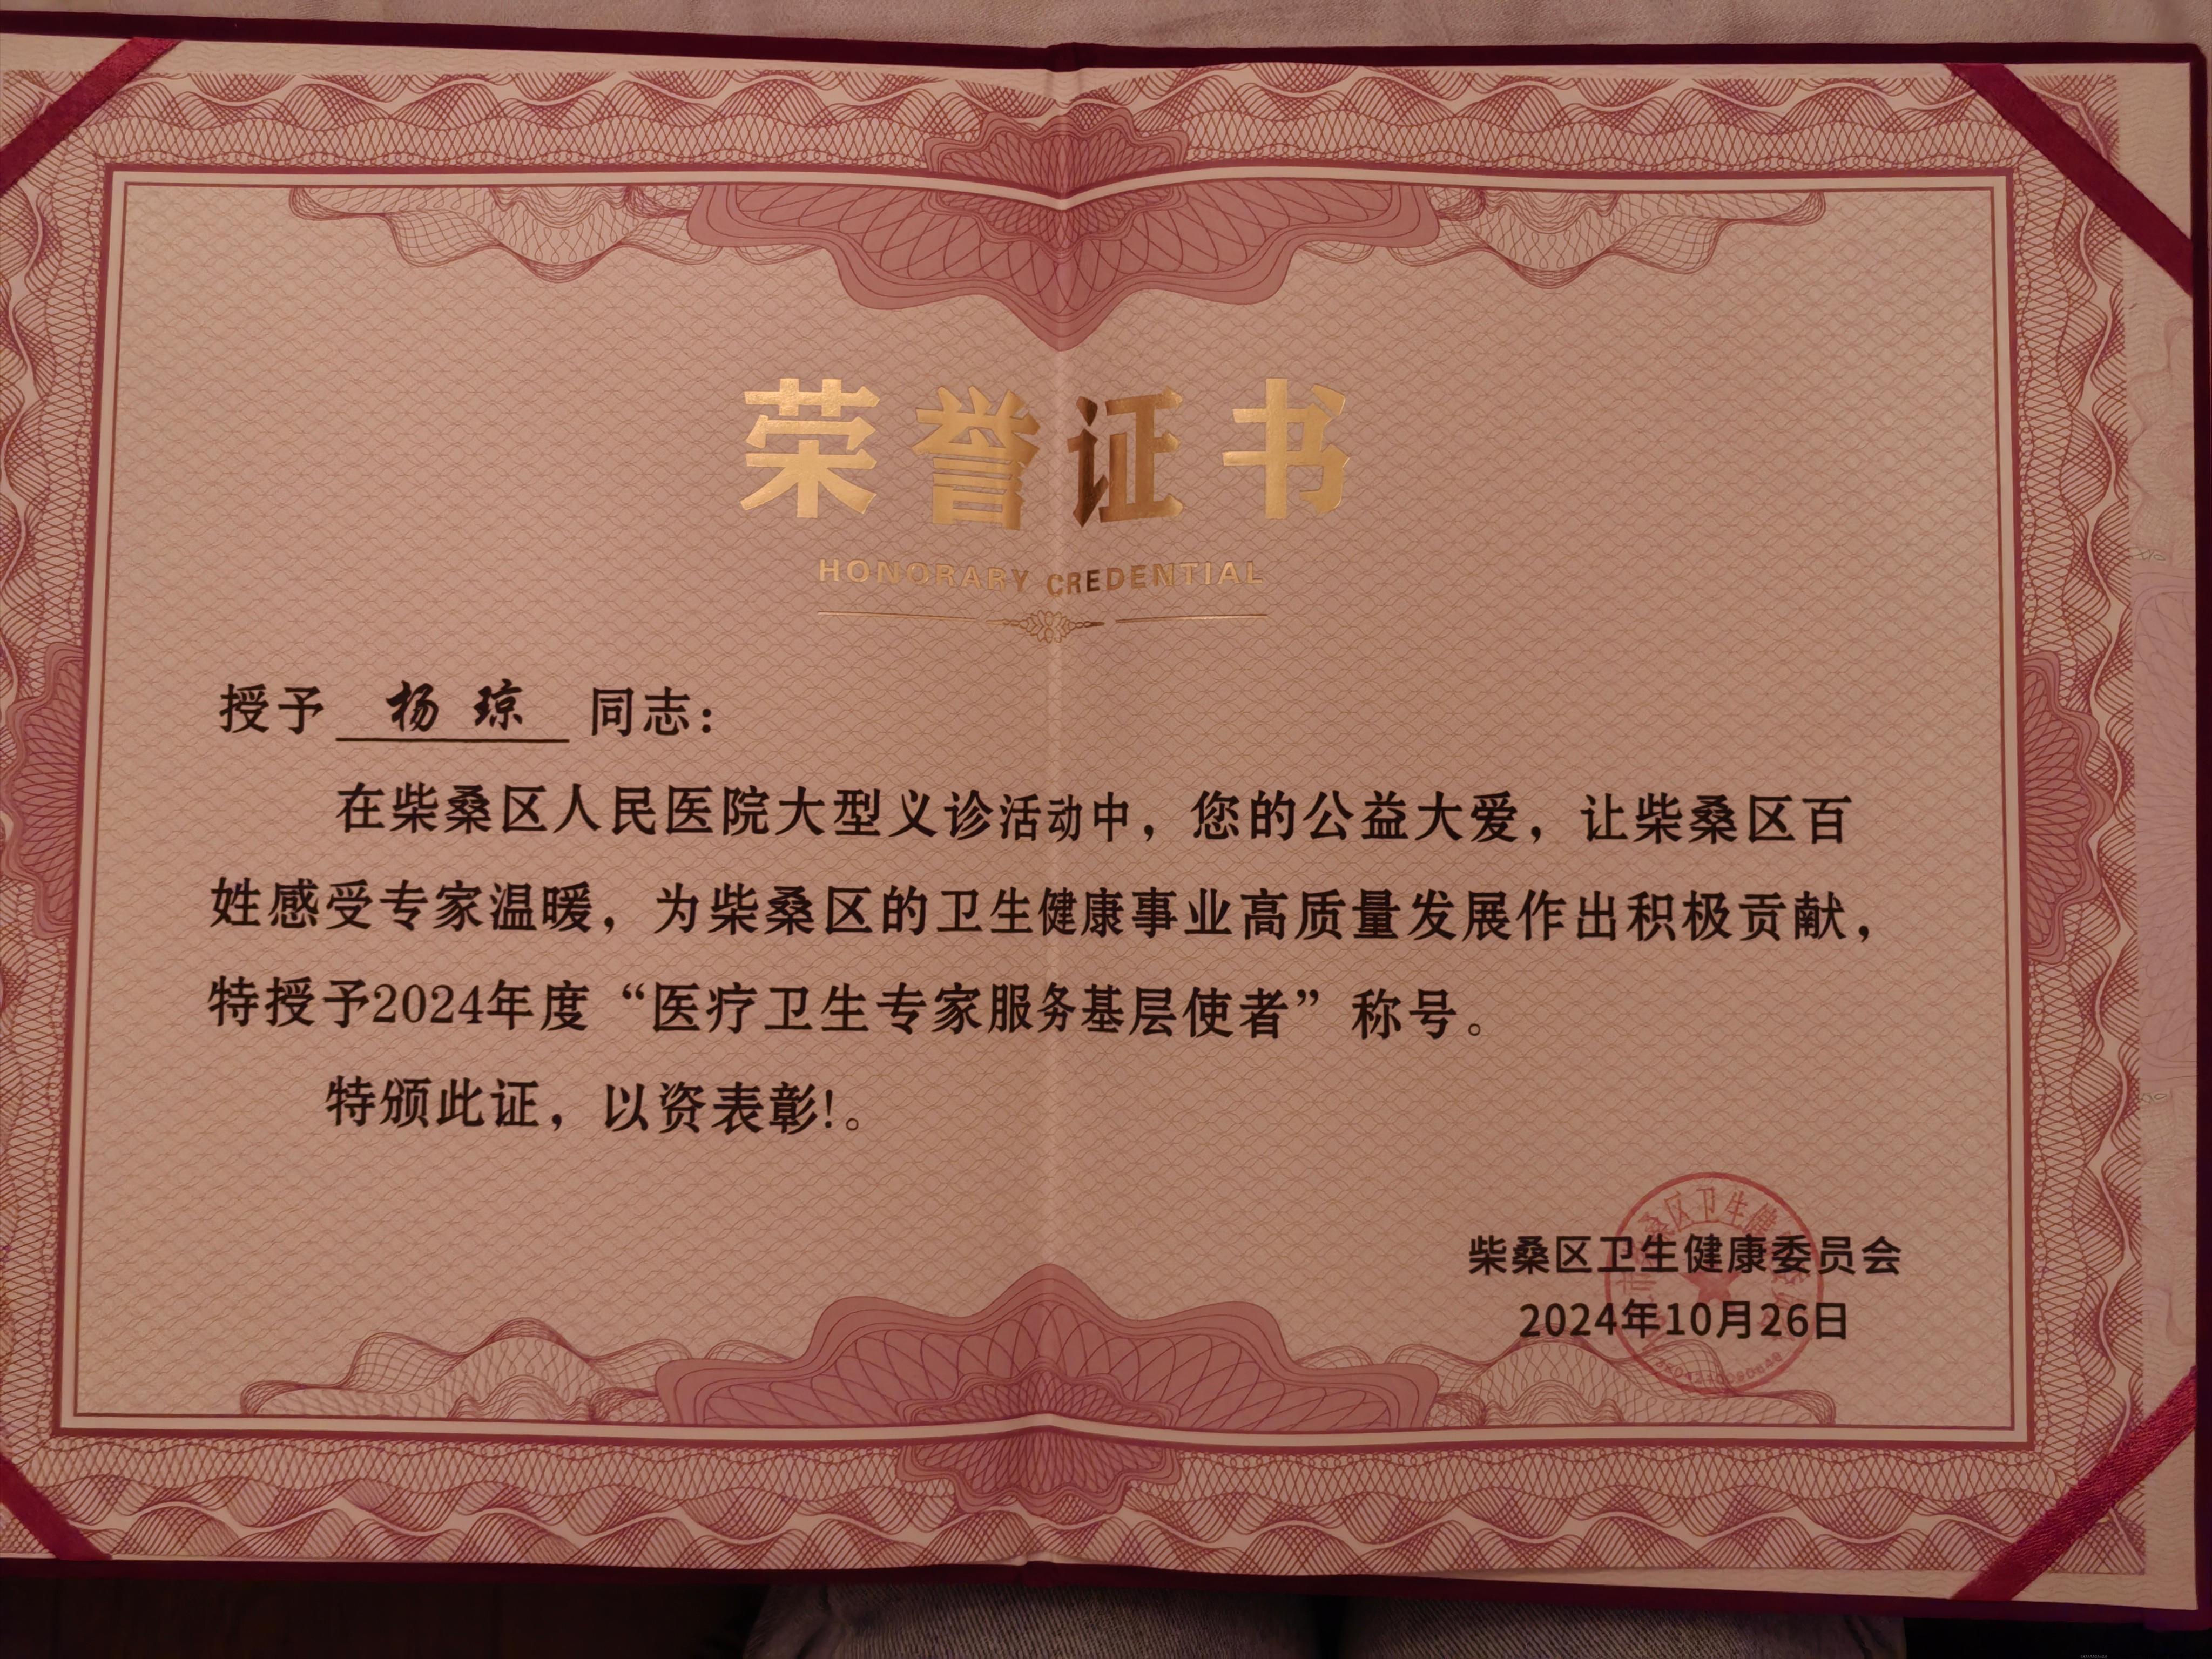 荣誉证书
HONORARY CREDENTIAL
授予 杨琼 同志：
在柴桑区人民医院大型义诊活动中，您的公益大爱，让柴桑区百
姓感受专家温暖，为柴桑区的卫生健康事业高质量发展作出积极贡献，
特授予2024年度“医疗卫生专家服务基层使者”称号。
特颁此证，以资表彰!。
柴桑区卫生健康委员会
2024年10月26日